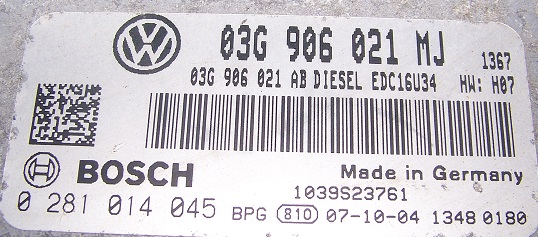 03G 906 021 MJ 1367
03G 906 021 AB DIESEL EDC16U34 HW: H07
BOSCH Made in Germany
1039S23761
0 281 014 045 BPG 810 07-10-04 1348 0180